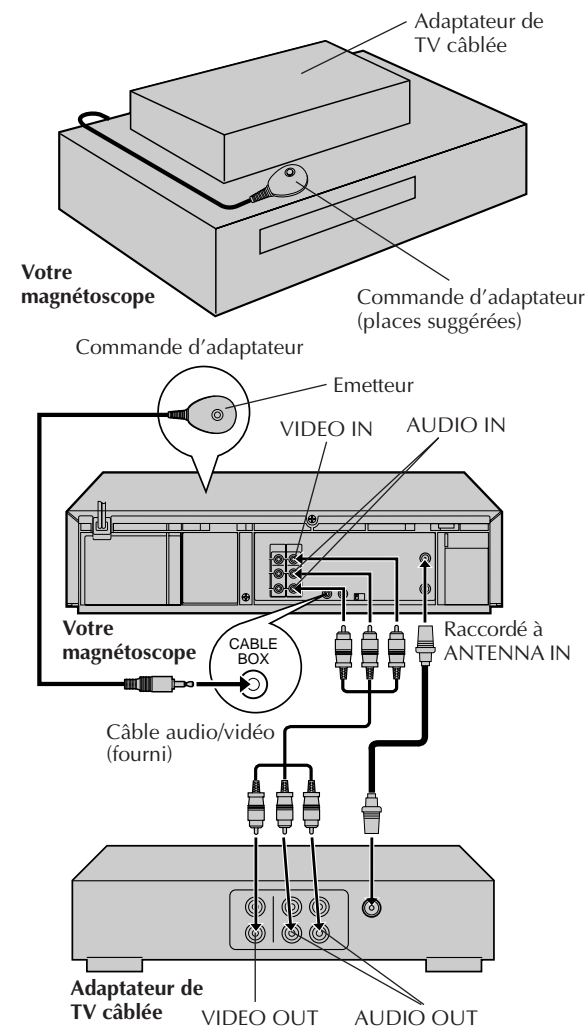 Adaptateur de
TV câblée
Votre
magnétoscope
Commande d'adaptateur
(places suggérées)
Commande d'adaptateur
Emetteur
VIDEO IN
AUDIO IN
Votre
magnétoscope
CABLE
BOX
Raccordé à
ANTENNA IN
Câble audio/vidéo
(fourni)
Adaptateur de
TV câblée
VIDEO OUT
AUDIO OUT